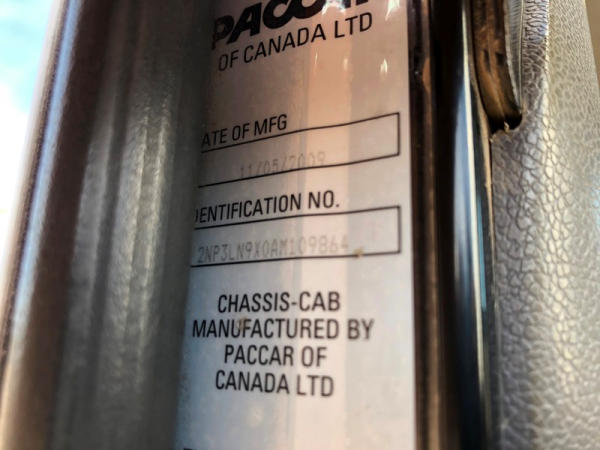 PACCAR
OF CANADA LTD
ATE OF MFG
11/05/2009
DENTIFICATION NO.
2NP3LN9X0AM109864
CHASSIS-CAB
MANUFACTURED BY
PACCAR OF
CANADA LTD